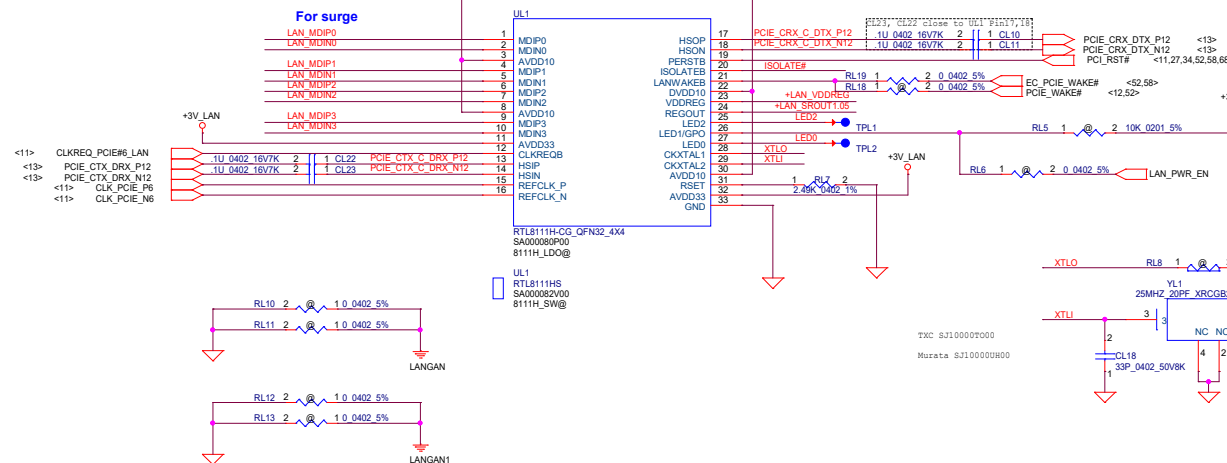 For surge
UL1
CL23, CL22 close to UL1 Pin17,18
LAN_MDIP0
LAN_MDIN0
LAN_MDIP1
LAN_MDIN1
LAN_MDIP2
LAN_MDIN2
LAN_MDIP3
LAN_MDIN3
+3V_LAN
1 MDIP0
2 MDIN0
3 AVDD10
4 MDIP1
5 MDIN1
6 MDIP2
7 MDIN2
8 AVDD10
9 MDIP3
10 MDIN3
11 AVDD33
12 CLKREQB
13 HSIP
14 HSIN
15 REFCLK_P
16 REFCLK_N
<11> CLKREQ_PCIE#6_LAN
<13> PCIE_CTX_DRX_P12 .1U_0402_16V7K 2 1 CL22 PCIE_CTX_C_DRX_P12
<13> PCIE_CTX_DRX_N12 .1U_0402_16V7K 2 1 CL23 PCIE_CTX_C_DRX_N12
<11> CLK_PCIE_P6
<11> CLK_PCIE_N6
HSOP 17 PCIE_CRX_C_DTX_P12 .1U_0402_16V7K 2 1 CL10 PCIE_CRX_DTX_P12 <13>
HSON 18 PCIE_CRX_C_DTX_N12 .1U_0402_16V7K 2 1 CL11 PCIE_CRX_DTX_N12 <13>
PERSTB 19 PCI_RST# <11,27,34,52,58,68
ISOLATEB 20 ISOLATE#
LANWAKEB 21 RL19 1 2 0_0402_5% EC_PCIE_WAKE# <52,58>
DVDD10 22 RL18 1 @ 2 0_0402_5% PCIE_WAKE# <12,52>
VDDREG 23 +LAN_VDDREG
REGOUT 24 +LAN_SROUT1.05
LED2 25 LED2 TPL1
LED1/GPO 26 RL5 1 @ 2 10K_0201_5%
LED0 27 LED0 TPL2
CKXTAL1 28 XTLO
CKXTAL2 29 XTLI
AVDD10 30
RSET 31 1 RL7 2 2.49K_0402_1%
AVDD33 32
GND 33
+3V_LAN
RL6 1 @ 2 0_0402_5% LAN_PWR_EN
RTL8111H-CG_QFN32_4X4
SA000080P00
8111H_LDO@
UL1
RTL8111HS
SA000082V00
8111H_SW@
RL10 2 @ 1 0_0402_5%
RL11 2 @ 1 0_0402_5%
LANGAN
RL12 2 @ 1 0_0402_5%
RL13 2 @ 1 0_0402_5%
LANGAN1
XTLO RL8 1 @
YL1
25MHZ_20PF_XRCGB
XTLI 3 3
NC NC
4 2
2
CL18
33P_0402_50V8K
1
TXC SJ10000TO00
Murata SJ10000UH00